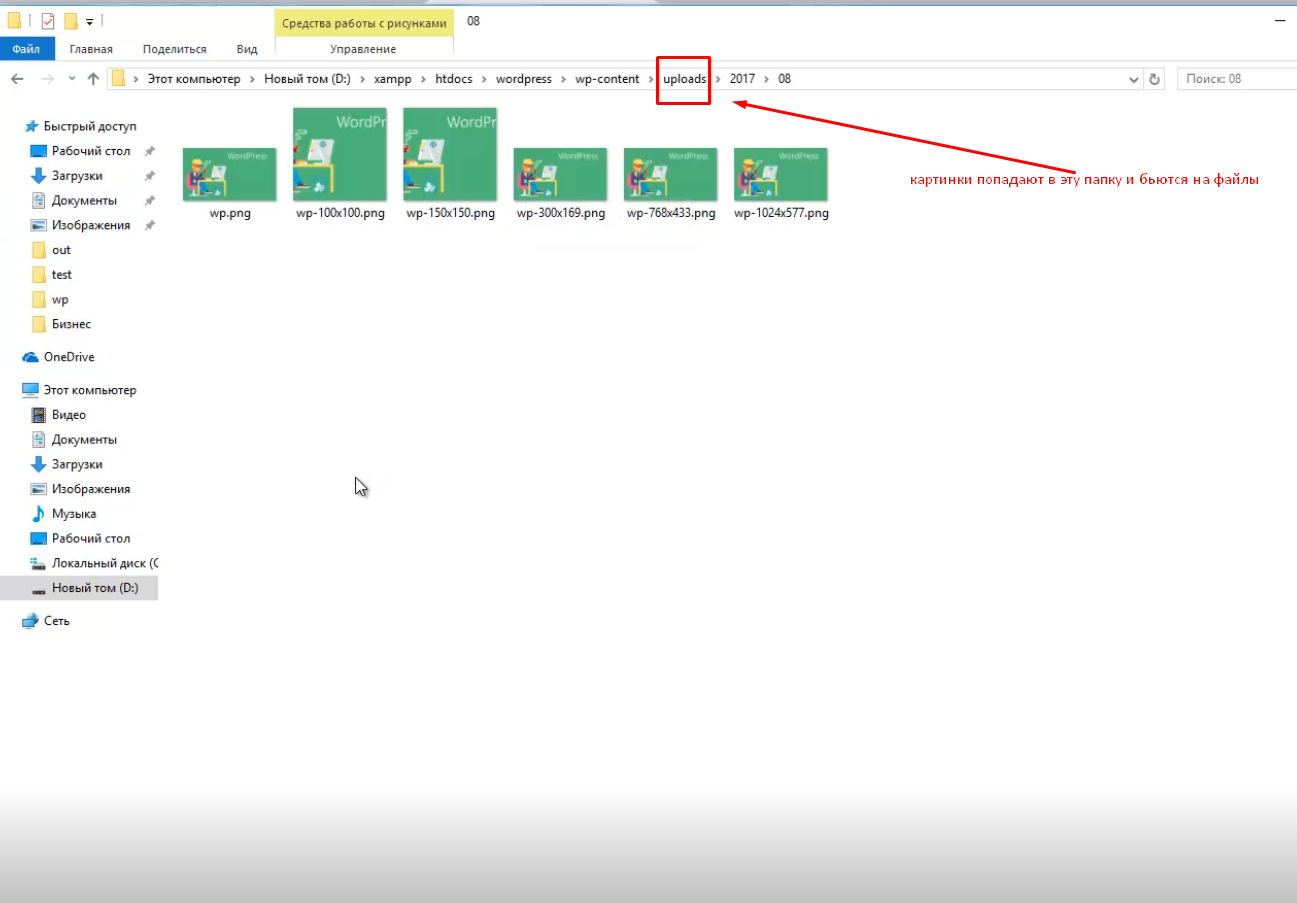 Средства работы с рисунками
08
Файл
Главная
Поделиться
Вид
Управление
Этот компьютер › Новый том (D:) › xampp › htdocs › wordpress › wp-content › uploads › 2017 › 08
Поиск: 08
картинки попадают в эту папку и бьются на файлы
Быстрый доступ
Рабочий стол
Загрузки
Документы
Изображения
out
test
wp
Бизнес
OneDrive
Этот компьютер
Видео
Документы
Загрузки
Изображения
Музыка
Рабочий стол
Локальный диск (C
Новый том (D:)
Сеть
WordPress
WordPr
WordPr
WordPress
WordPress
WordPress
wp.png
wp-100x100.png
wp-150x150.png
wp-300x169.png
wp-768x433.png
wp-1024x577.png